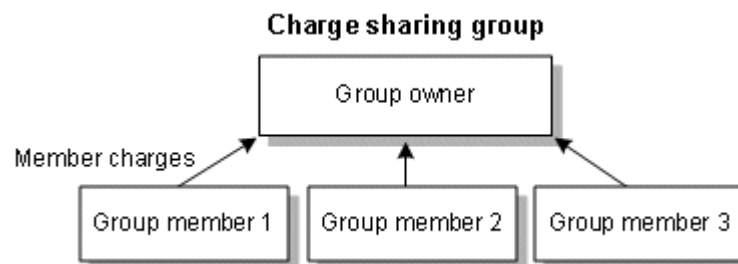 Charge sharing group
Group owner
Member charges
Group member 1
Group member 2
Group member 3